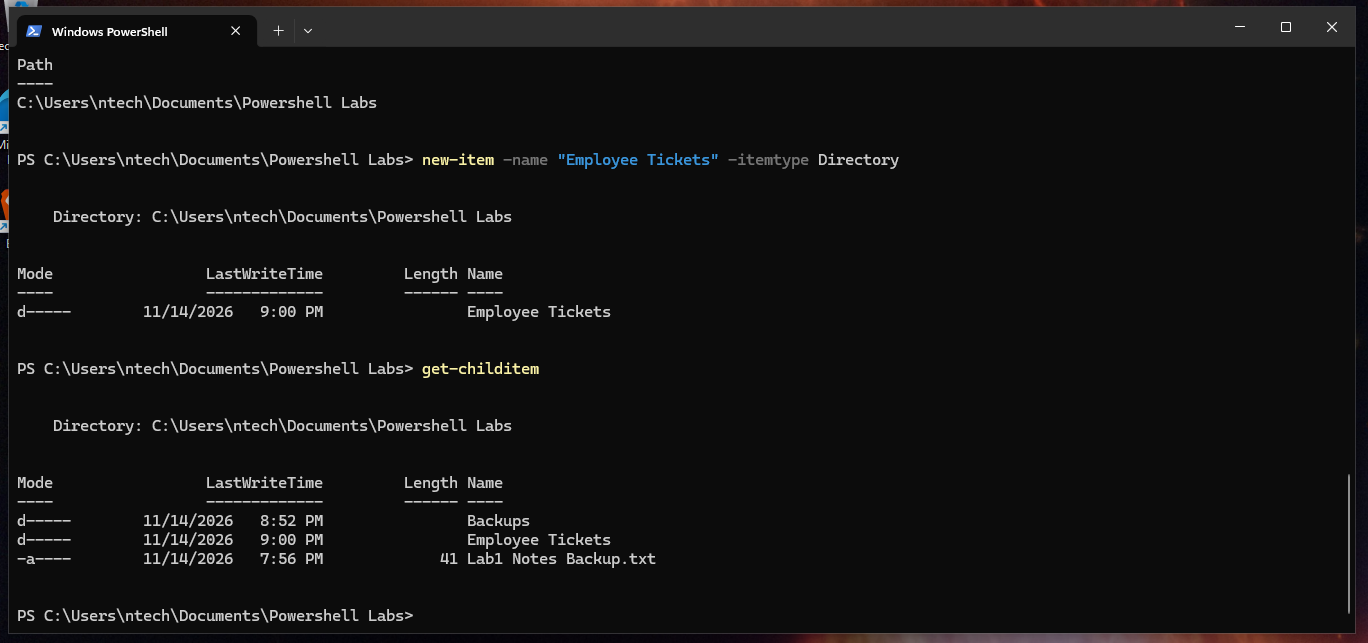 Windows PowerShell
Path
----
C:\Users\ntech\Documents\Powershell Labs
PS C:\Users\ntech\Documents\Powershell Labs> new-item -name "Employee Tickets" -itemtype Directory
    Directory: C:\Users\ntech\Documents\Powershell Labs
Mode                 LastWriteTime         Length Name
----                 -------------         ------ ----
d-----        11/14/2026   9:00 PM                Employee Tickets
PS C:\Users\ntech\Documents\Powershell Labs> get-childitem
    Directory: C:\Users\ntech\Documents\Powershell Labs
Mode                 LastWriteTime         Length Name
----                 -------------         ------ ----
d-----        11/14/2026   8:52 PM                Backups
d-----        11/14/2026   9:00 PM                Employee Tickets
-a----        11/14/2026   7:56 PM             41 Lab1 Notes Backup.txt
PS C:\Users\ntech\Documents\Powershell Labs>